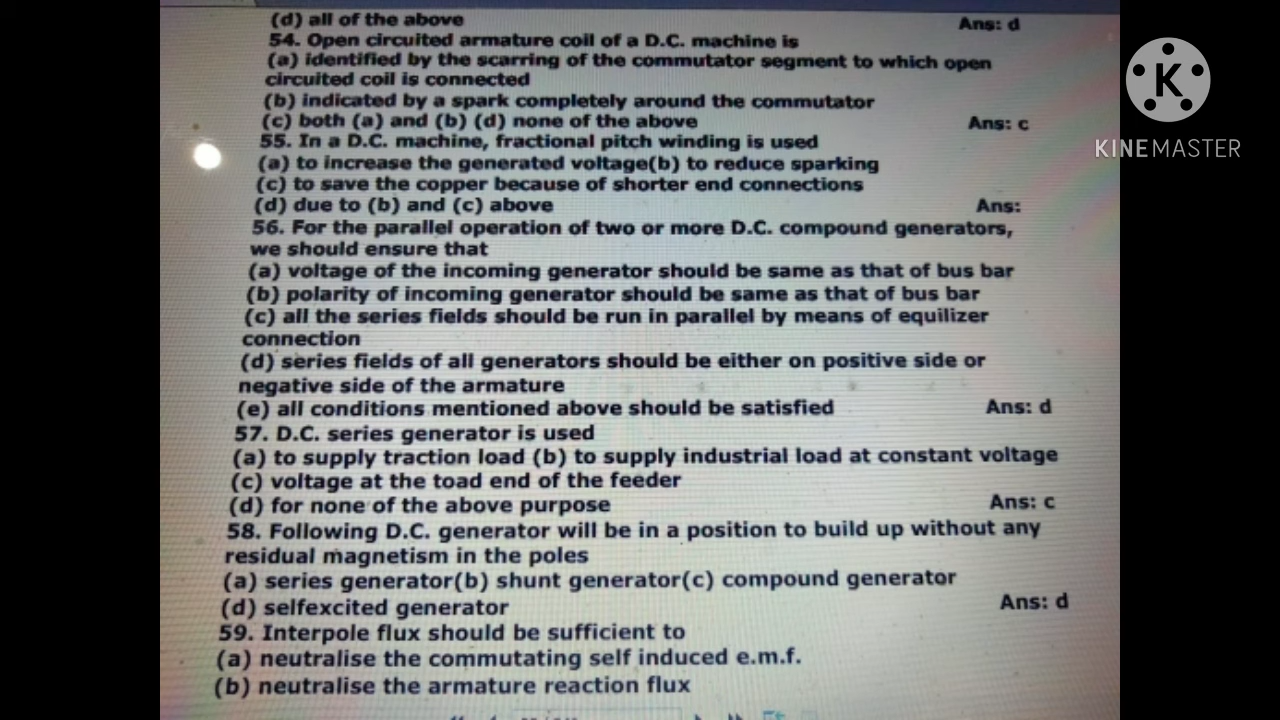 (d) all of the above Ans: d
54. Open circuited armature coil of a D.C. machine is
(a) identified by the scarring of the commutator segment to which open
circuited coil is connected
(b) indicated by a spark completely around the commutator
(c) both (a) and (b) (d) none of the above Ans: c
55. In a D.C. machine, fractional pitch winding is used
(a) to increase the generated voltage(b) to reduce sparking
(c) to save the copper because of shorter end connections
(d) due to (b) and (c) above Ans:
56. For the parallel operation of two or more D.C. compound generators,
we should ensure that
(a) voltage of the incoming generator should be same as that of bus bar
(b) polarity of incoming generator should be same as that of bus bar
(c) all the series fields should be run in parallel by means of equilizer
connection
(d) series fields of all generators should be either on positive side or
negative side of the armature
(e) all conditions mentioned above should be satisfied Ans: d
57. D.C. series generator is used
(a) to supply traction load (b) to supply industrial load at constant voltage
(c) voltage at the toad end of the feeder
(d) for none of the above purpose Ans: c
58. Following D.C. generator will be in a position to build up without any
residual magnetism in the poles
(a) series generator(b) shunt generator(c) compound generator
(d) selfexcited generator Ans: d
59. Interpole flux should be sufficient to
(a) neutralise the commutating self induced e.m.f.
(b) neutralise the armature reaction flux
K
KINEMASTER